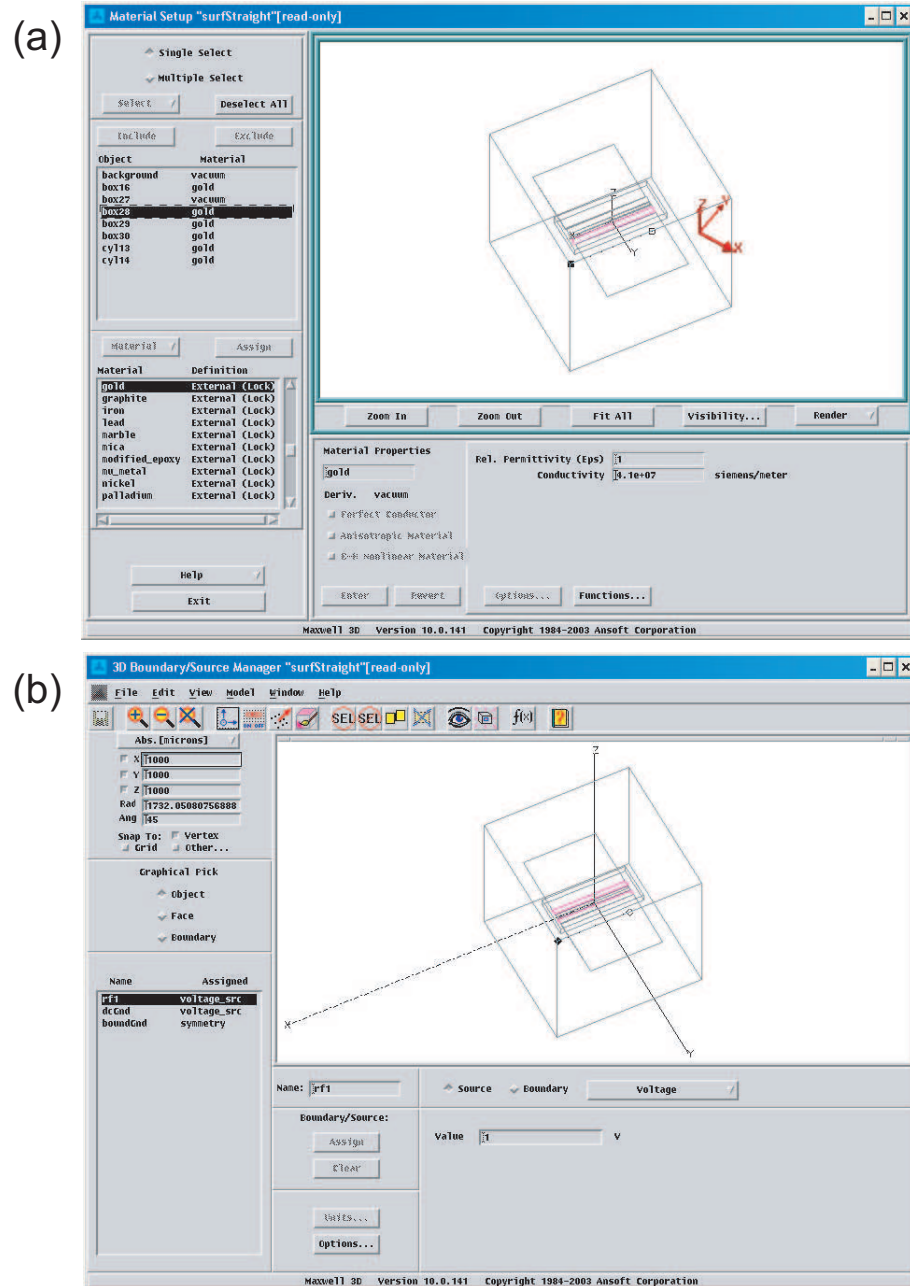 (a)
Material Setup "surfStraight"[read-only]
Single Select
Multiple Select
Select
Deselect All
Include
Exclude
Object Material
background vacuum
box16 gold
box27 vacuum
box28 gold
box29 gold
box30 gold
cyl13 gold
cyl14 gold
Material
Assign
Material Definition
gold External (Lock)
graphite External (Lock)
iron External (Lock)
lead External (Lock)
marble External (Lock)
mica External (Lock)
modified_epoxy External (Lock)
mu_metal External (Lock)
nickel External (Lock)
palladium External (Lock)
Help
Exit
Z
X
Y
Z
Y
X
Zoom In
Zoom Out
Fit All
Visibility...
Render
Material Properties
gold
Deriv. vacuum
Perfect Conductor
Anisotropic Material
E-H Nonlinear Material
Enter
Revert
Rel. Permittivity (Eps) 1
Conductivity 4.1e+07 siemens/meter
Options...
Functions...
Maxwell 3D Version 10.0.141 Copyright 1984-2003 Ansoft Corporation
(b)
3D Boundary/Source Manager "surfStraight"[read-only]
File Edit View Model Window Help
ON OFF
SEL SEL
f(x)
?
Abs.[microns]
X 1000
Y 1000
Z 1000
Rad 1732.05080756888
Ang 45
Snap To: Vertex
Grid Other...
Graphical Pick
Object
Face
Boundary
Name Assigned
rf1 voltage_src
dcGnd voltage_src
boundGnd symmetry
Z
X
Y
Name: rf1
Source
Boundary
Voltage
Boundary/Source:
Assign
Clear
Value 1 V
Units...
Options...
Maxwell 3D Version 10.0.141 Copyright 1984-2003 Ansoft Corporation